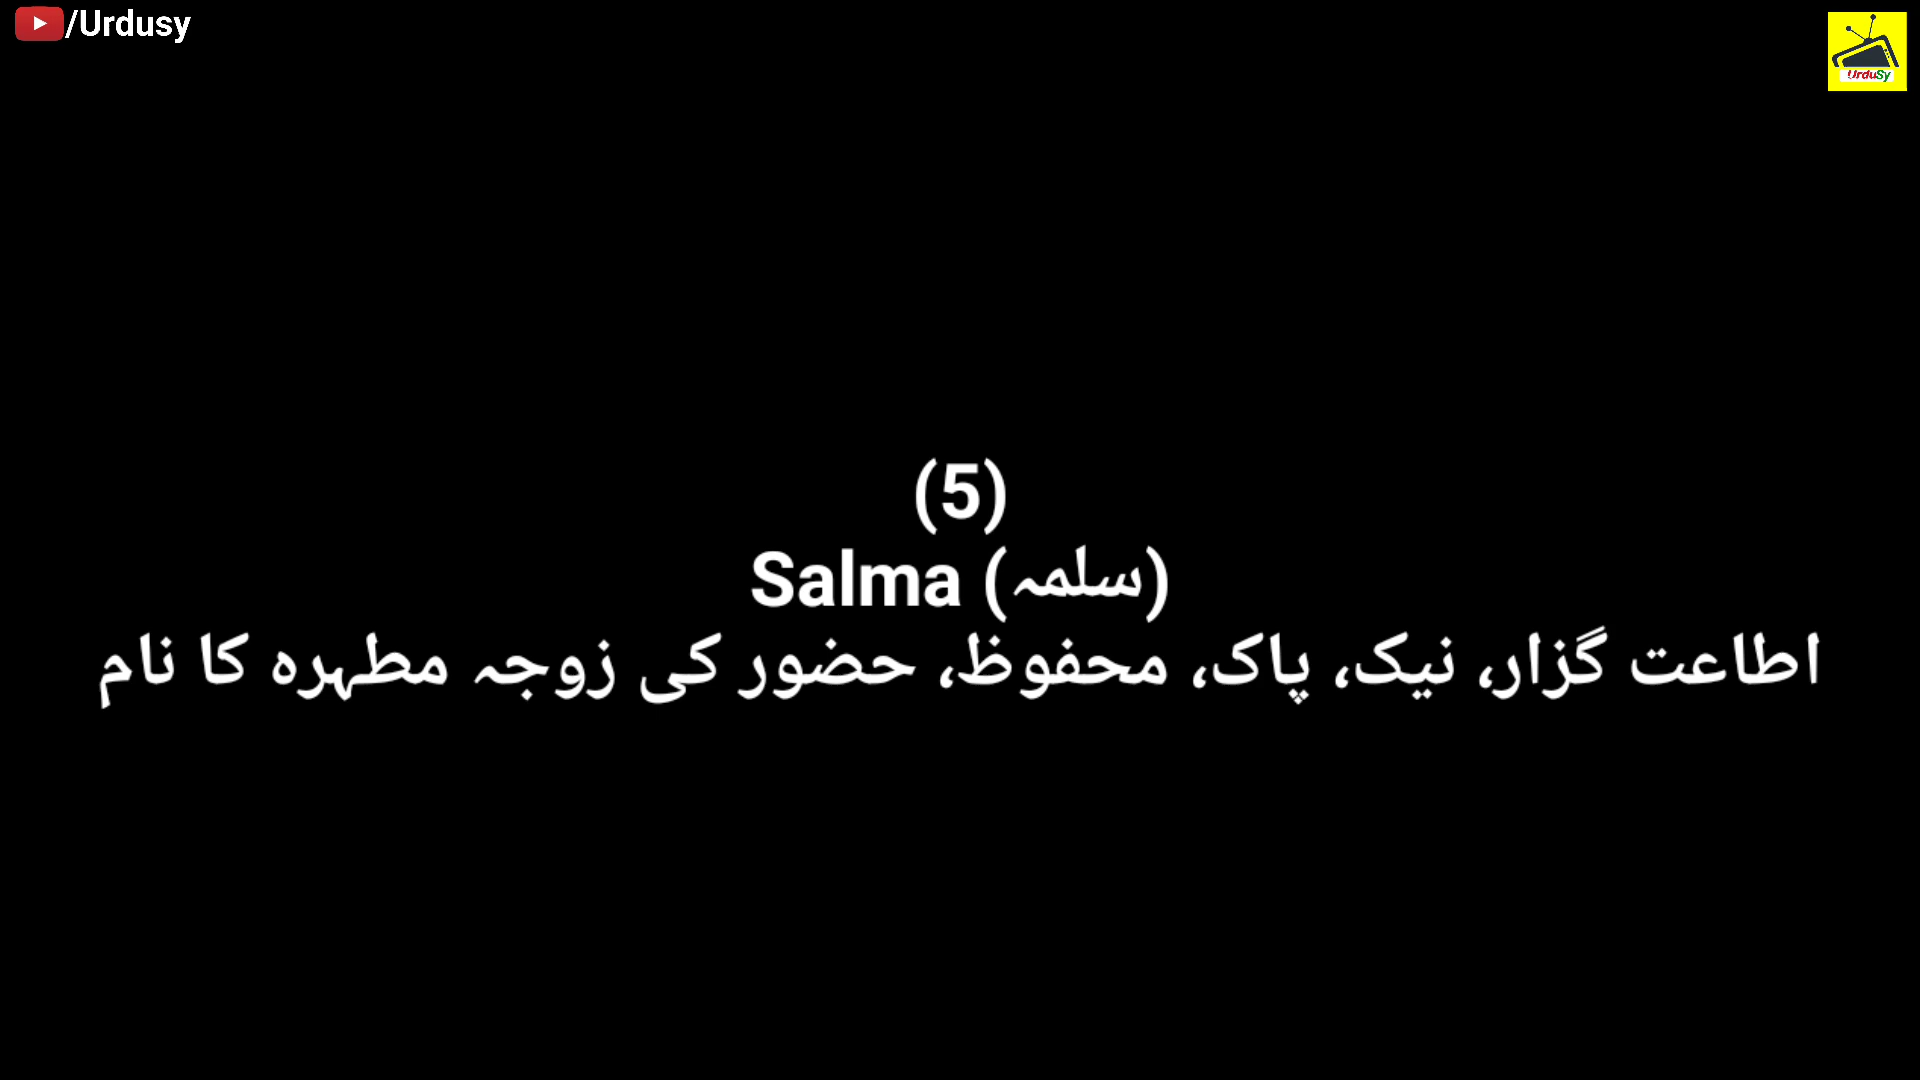 /Urdusy
UrduSy
(5)
Salma (سلمہ)
اطاعت گزار، نیک، پاک، محفوظ، حضور کی زوجہ مطہرہ کا نام